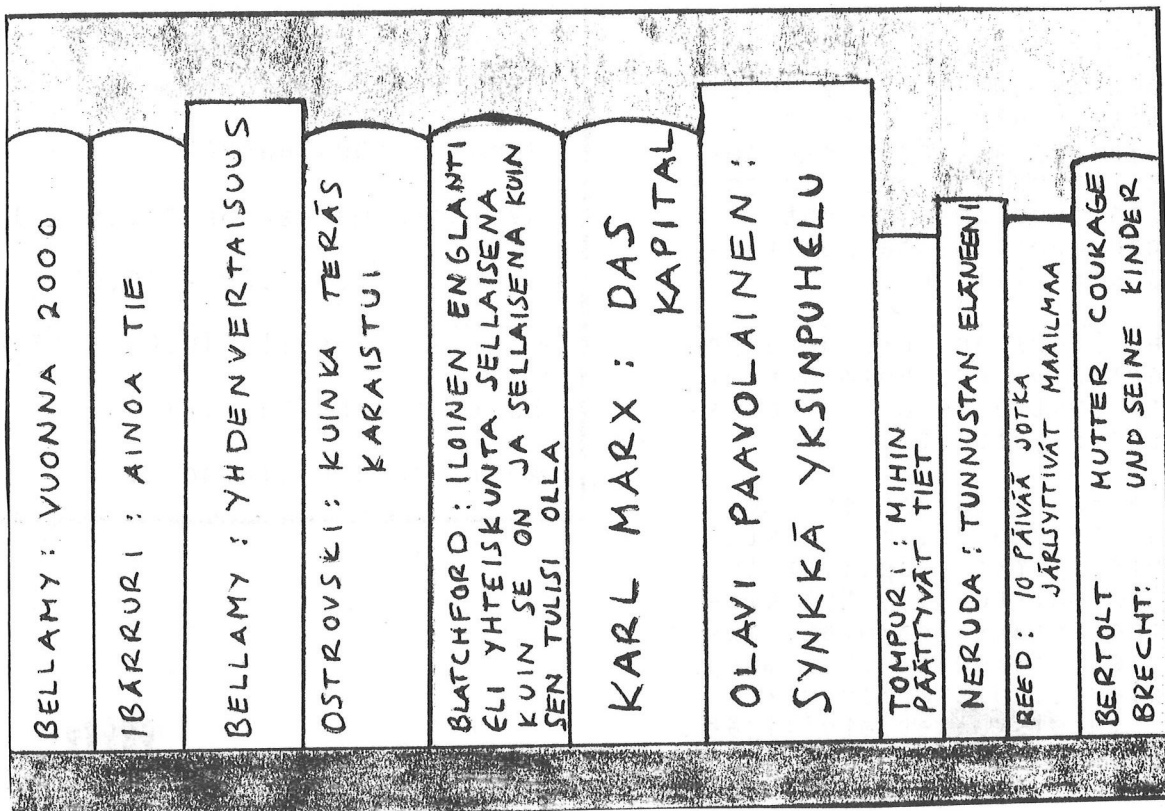 BELLAMY: VUONNA 2000
IBÁRRURI: AINOA TIE
BELLAMY: YHDENVERTAISUUS
OSTROVSKI: KUINKA TERÄS
KARAISTUI
BLATCHFORD: ILOINEN ENGLANTI
ELI YHTEISKUNTA SELLAISENA
KUIN SE ON JA SELLAISENA KUIN
SEN TULISI OLLA
KARL MARX: DAS
KAPITAL
OLAVI PAAVOLAINEN:
SYNKKÄ YKSINPUHELU
TOMPURI: MIHIN
PÄÄTTYVÄT TIET
NERUDA: TUNNUSTAN ELÄNEENI
REED: 10 PÄIVÄÄ JOTKA
JÄRISYTTIVÄT MAAILMAA
BERTOLT MUTTER COURAGE
BRECHT: UND SEINE KINDER